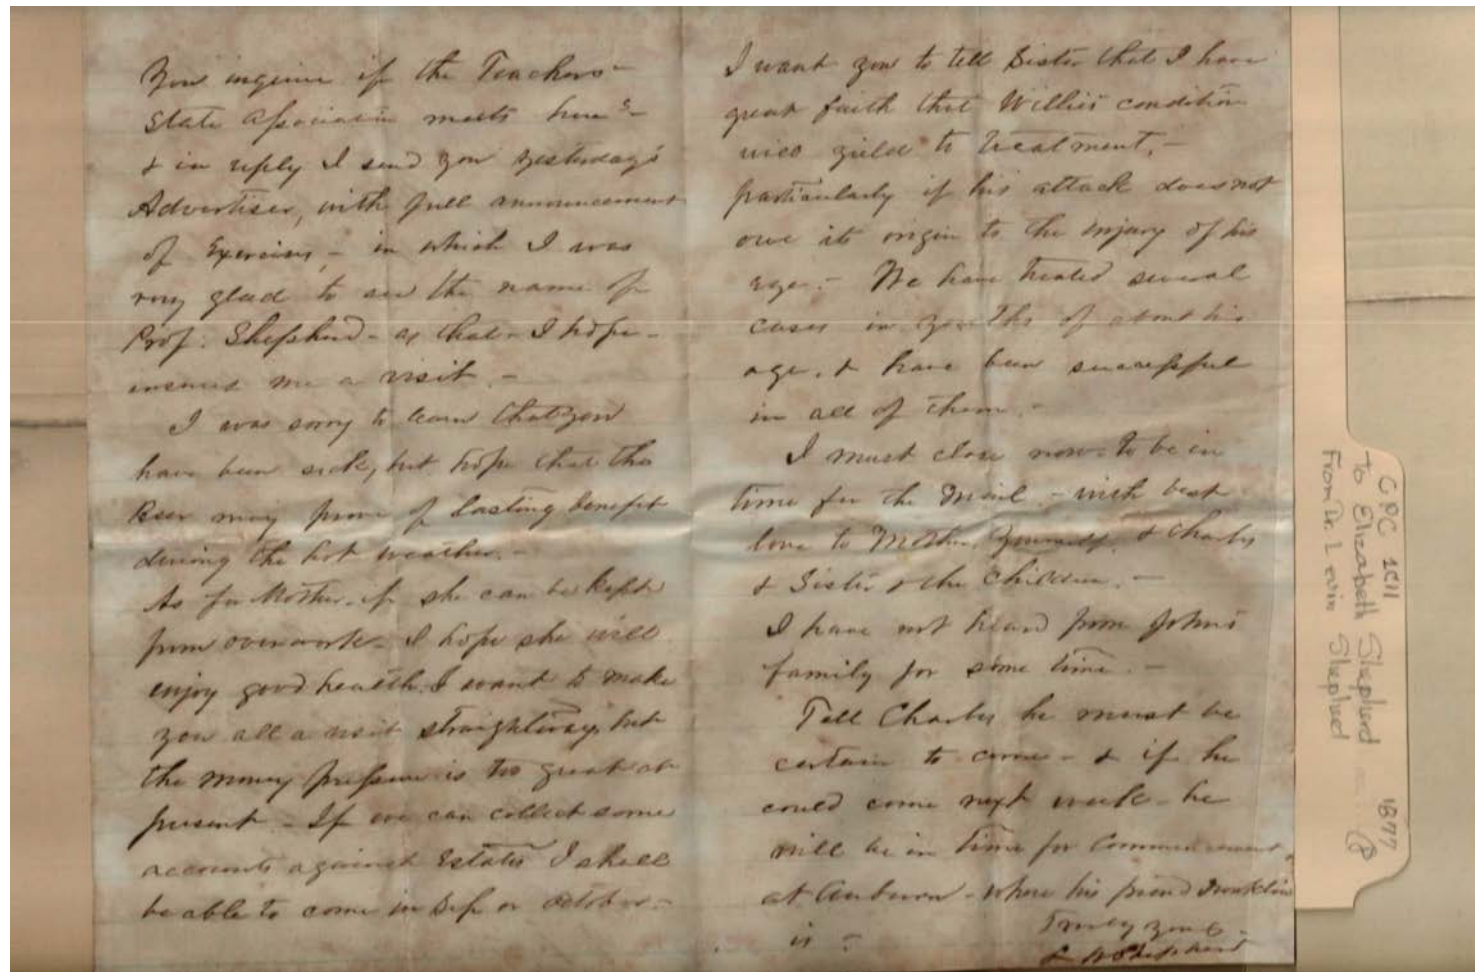 You inquire if the Teachers
State Association meets here? —
& in reply I send you yesterday's
Advertiser, with full announcement
of Exercises, - in which I was
very glad to see the name of
Prof: Shepherd - as that - I hope -
insures me a visit. -
I was sorry to learn that you
have been sick, but hope that the
Beer may prove of lasting benefit
during the hot weather. -
As for Mother - if she can be kept
from overwork - I hope she will
enjoy good health. I want to make
you all a visit straightway, but
the money pressure is too great at
present - If we can collect some
accounts against Estates I shall
be able to come in Sep or October. -
I want you to tell Sister that I have
great faith that Willie's condition
will yield to treatment, -
particularly if his attack does not
owe its origin to the injury of his
eye. - We have treated several
cases in youths of about his
age, & have been successful
in all of them. -
I must close now to be in
time for the Mail - with best
love to Mother, yourself, & Charley
& Sister & the Children. -
I have not heard from John's
family for some time. -
Tell Charley he must be
certain to come - & if he
could come next week - he
will be in time for Commencement
at Auburn - where his friend
is -
Truly yours -
Shepherd
CPC 1C11 1877
To Elizabeth Shepherd
From Dr. Lavin Shepherd